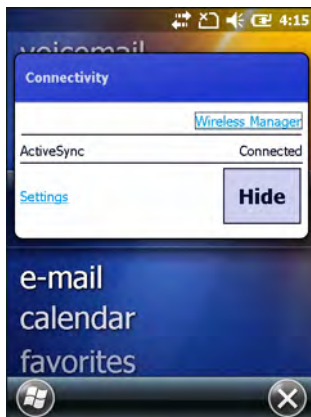 4:15
voicemail
Connectivity
Wireless Manager
ActiveSync Connected
Settings
Hide
e-mail
calendar
favorites